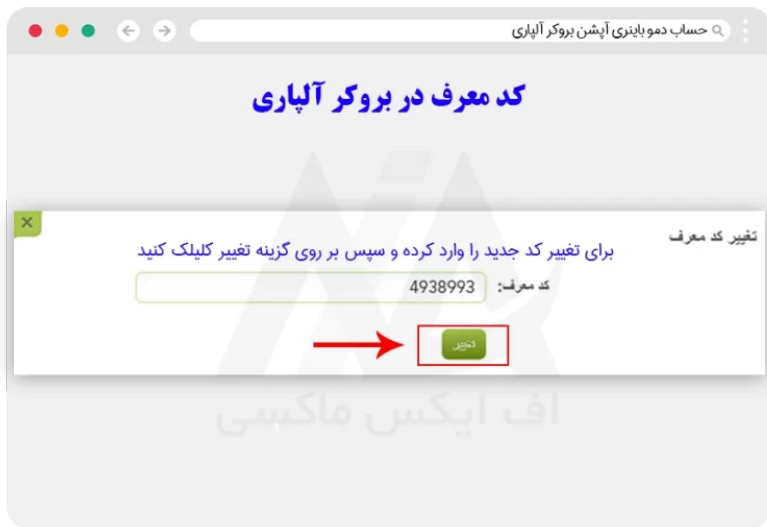 حساب دمو باینری آپشن بروکر آلپاری
کد معرف در بروکر آلپاری
تغییر کد معرف
برای تغییر کد جدید را وارد کرده و سپس بر روی گزینه تغییر کلیلک کنید
کد معرف: 4938993
تغییر
اف ایکس ماکسی